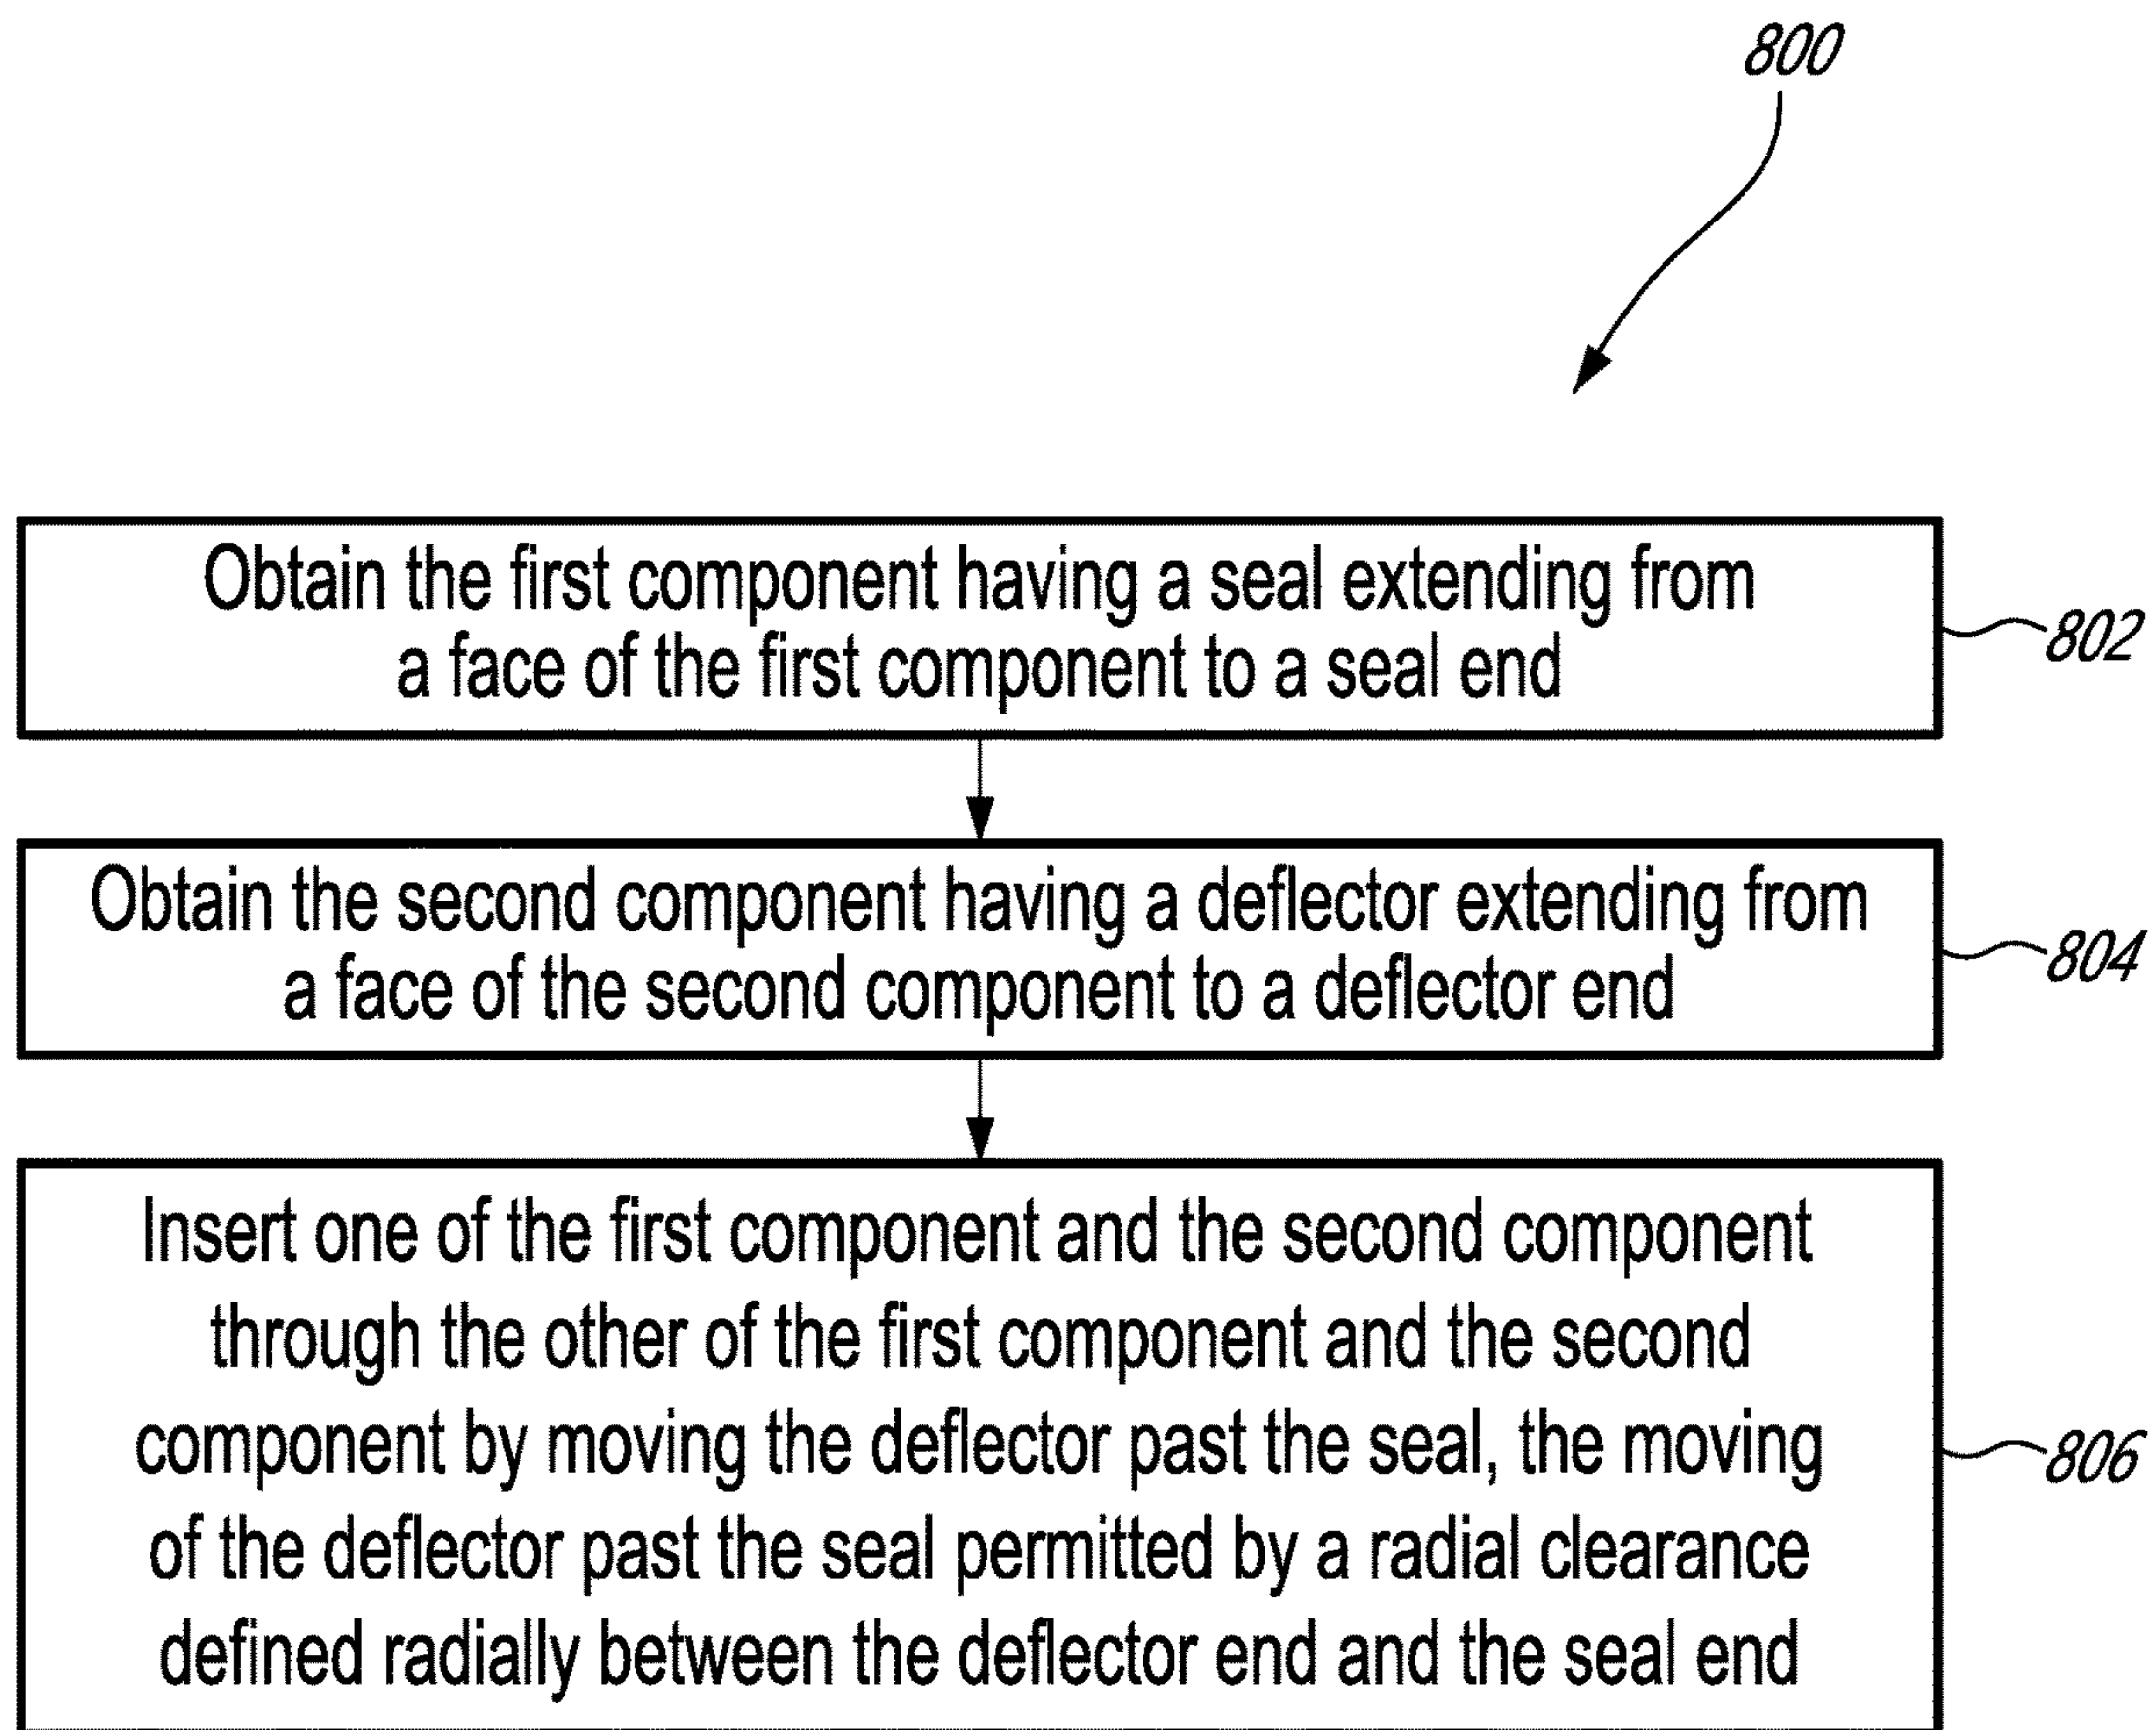 800
Obtain the first component having a seal extending from
a face of the first component to a seal end
802
Obtain the second component having a deflector extending from
a face of the second component to a deflector end
804
Insert one of the first component and the second component
through the other of the first component and the second
component by moving the deflector past the seal, the moving
of the deflector past the seal permitted by a radial clearance
defined radially between the deflector end and the seal end
806